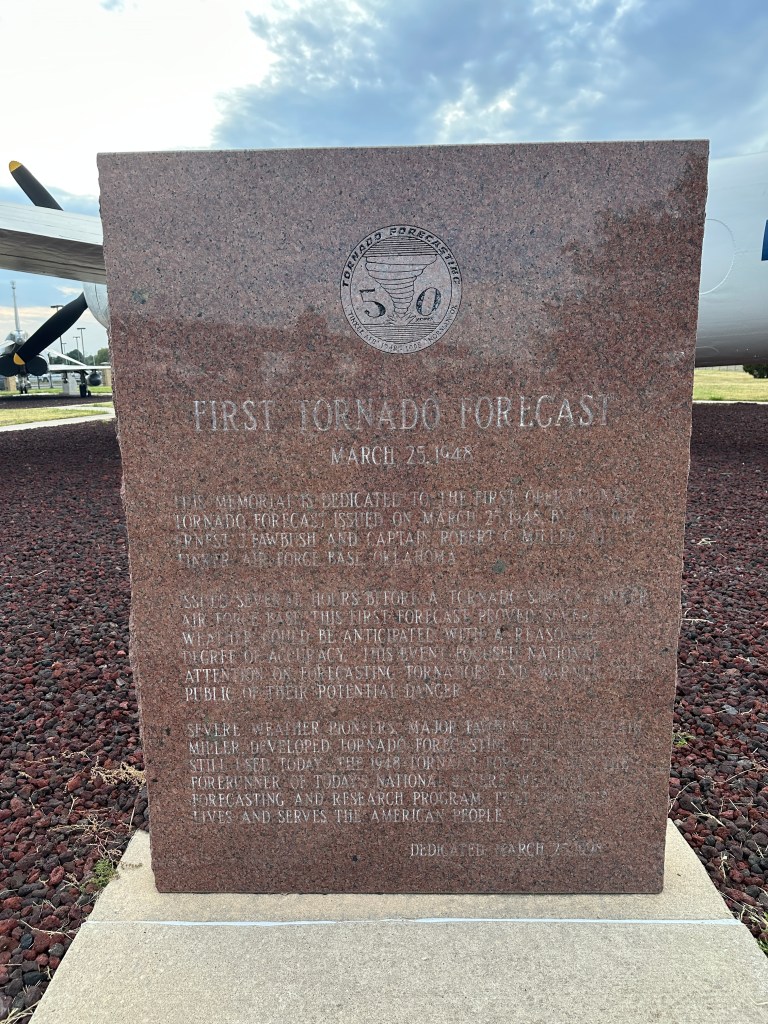 TORNADO FORECASTING
50
FIRST TORNADO FORECAST
MARCH 25, 1948
THIS MEMORIAL IS DEDICATED TO THE FIRST OPERATIONAL
TORNADO FORECAST ISSUED ON MARCH 25, 1948, BY MAJOR
ERNEST J. FAWBUSH AND CAPTAIN ROBERT C. MILLER
TINKER AIR FORCE BASE, OKLAHOMA
ISSUED SEVERAL HOURS BEFORE A TORNADO STRUCK TINKER
AIR FORCE BASE, THIS FIRST FORECAST PROVED SEVERE
WEATHER COULD BE ANTICIPATED WITH A REASONABLE
DEGREE OF ACCURACY. THIS EVENT FOCUSED NATIONAL
ATTENTION ON FORECASTING TORNADOES AND WARNING THE
PUBLIC OF THEIR POTENTIAL DANGER
SEVERE WEATHER PIONEERS, MAJOR FAWBUSH
MILLER DEVELOPED TORNADO FORECASTING
STILL USED TODAY. THE 1948 TORNADO FORECAST
FORERUNNER OF TODAY'S NATIONAL SEVERE
FORECASTING AND RESEARCH PROGRAM
LIVES AND SERVES THE AMERICAN PEOPLE
DEDICATED MARCH 25, 1998